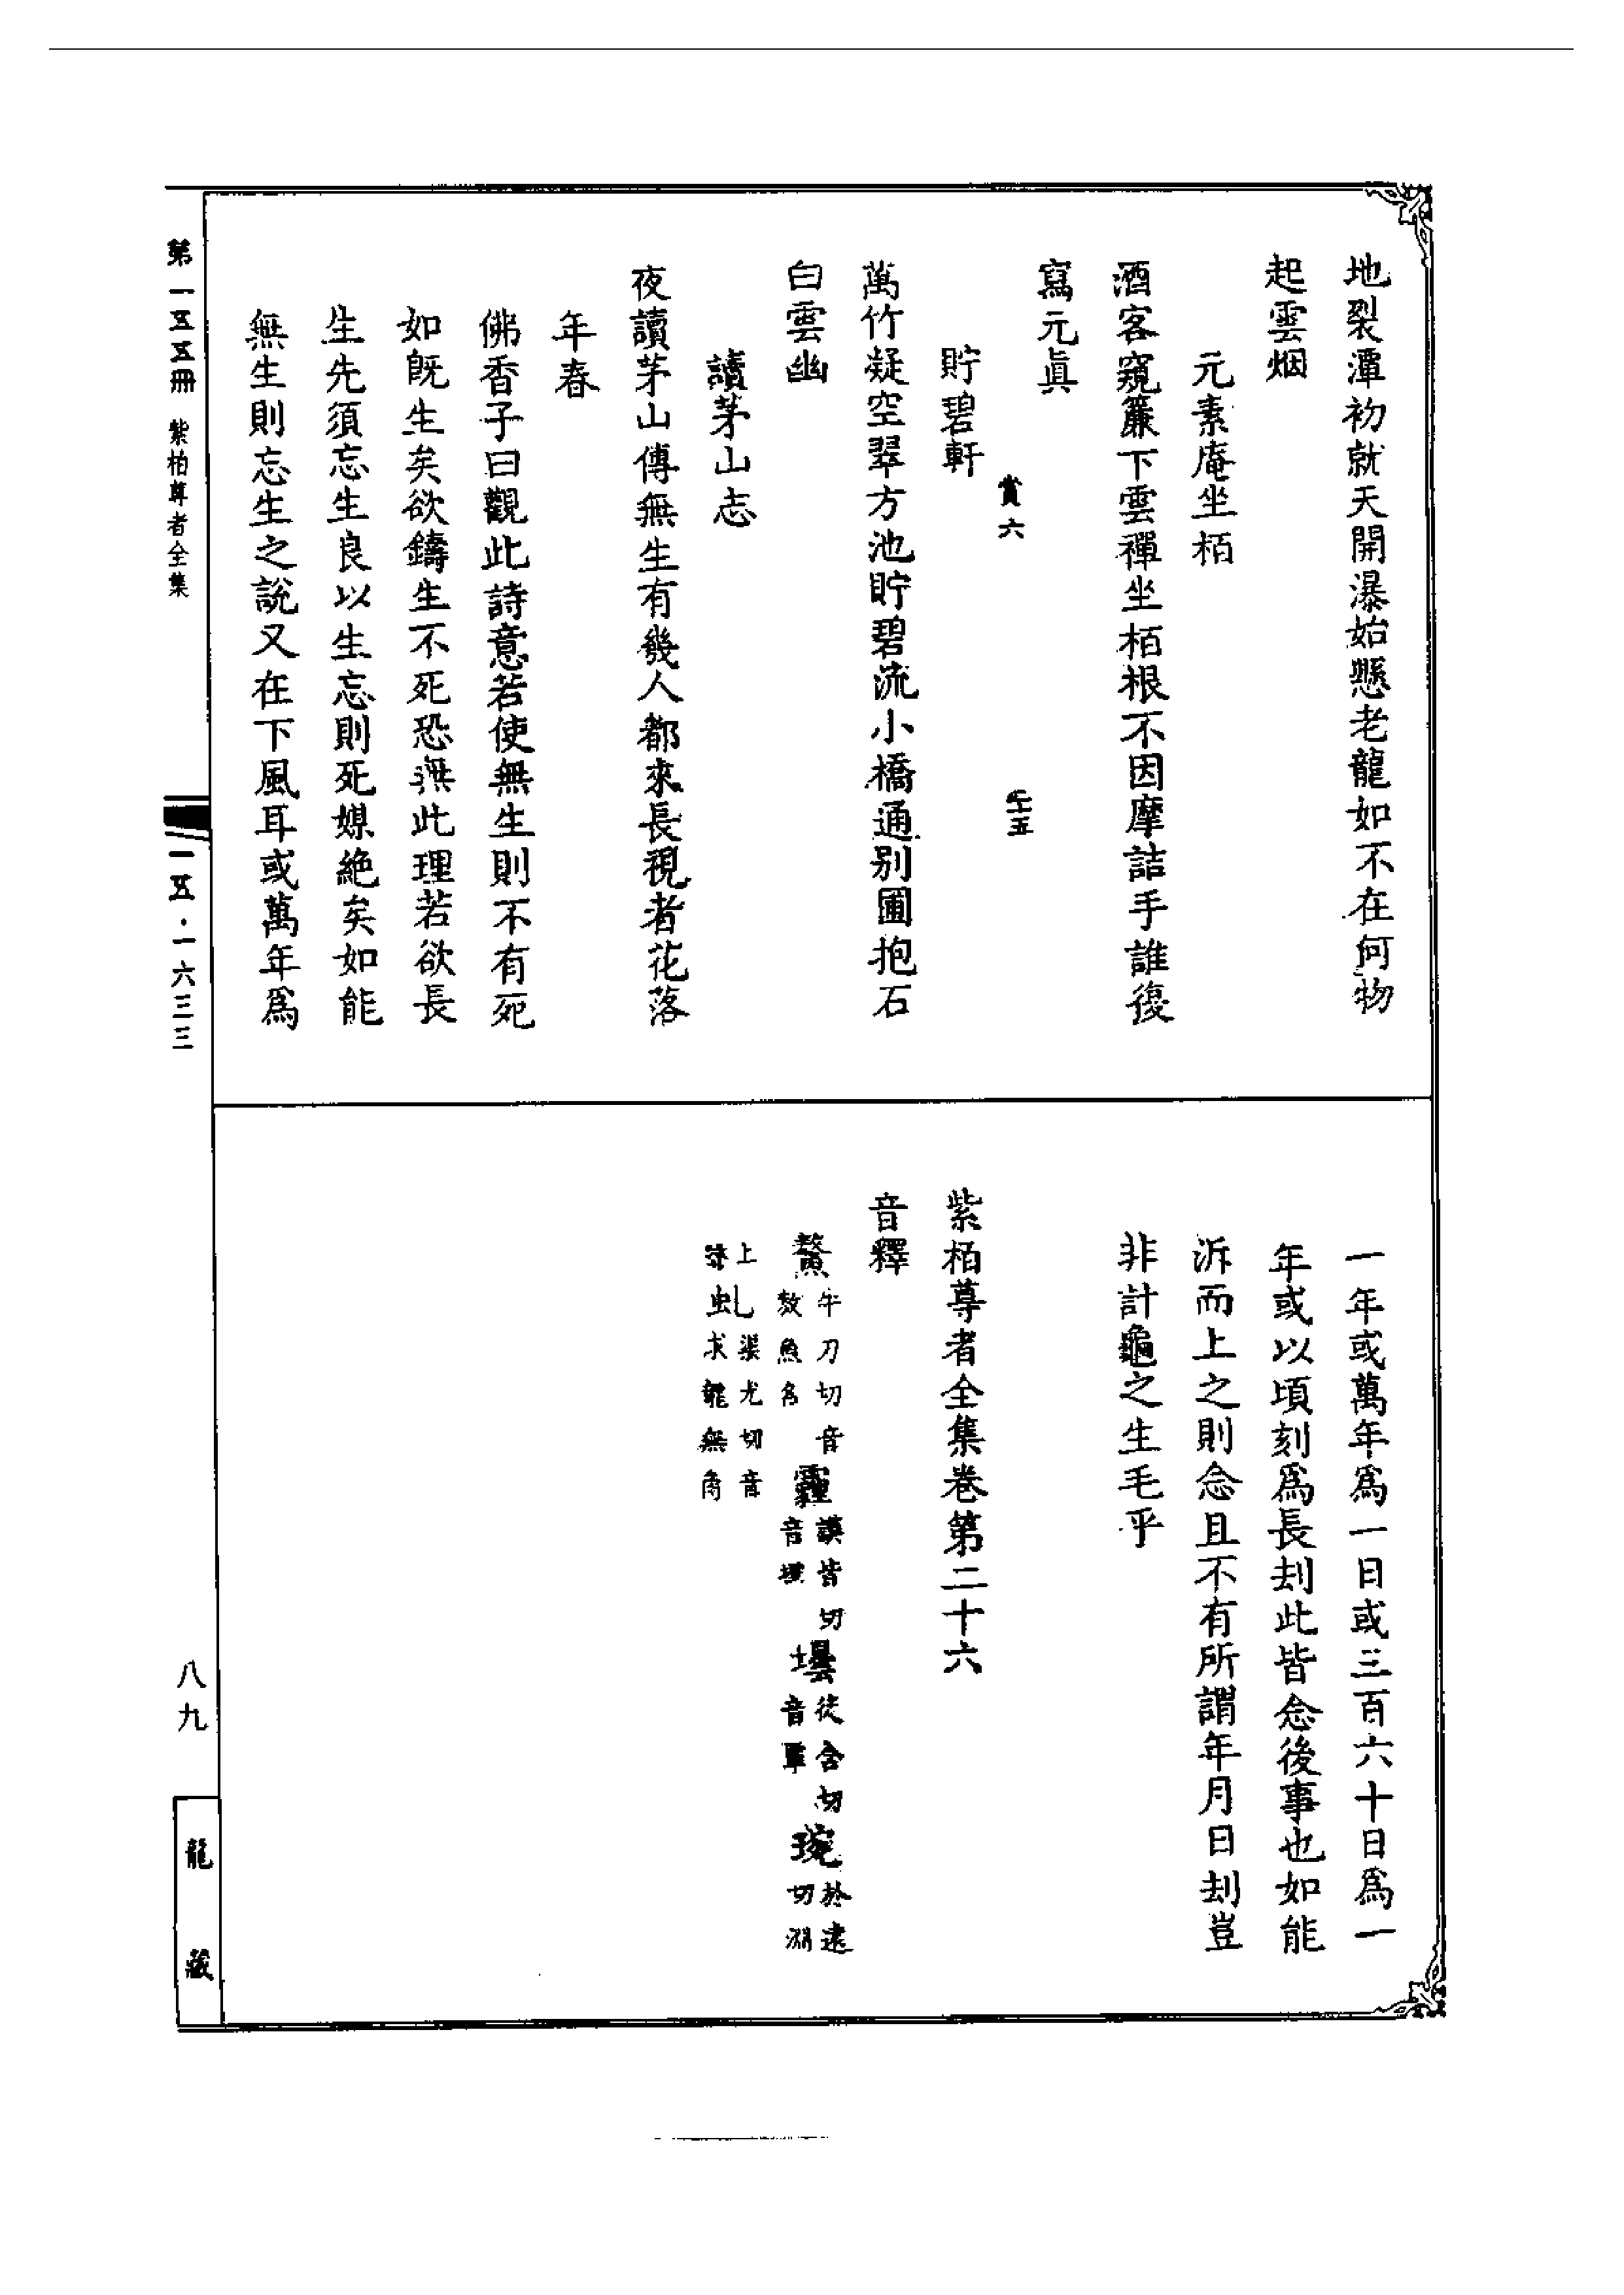 地裂潭初就天開瀑始懸老龍如不在何物
起雲烟
元素庵坐栢
酒客窺簾下雲禪坐栢根不因摩詰手誰復
寫元眞
賞六
貯碧軒
萬竹凝空翠方池貯碧流小橋通别圃抱石
白雲幽
讀茅山志
夜讀茅山傳無生有幾人都來長視者花落
年春
佛香子曰觀此詩意若使無生則不有死
如旣生矣欲鑄生不死恐無此理若欲長
生先須忘生良以生忘則死媒絶矣如能
無生則忘生之說又在下風耳或萬年爲
一年或萬年爲一日或三百六十日爲一
年或以頃刻爲長刦此皆念後事也如能
泝而上之則念且不有所謂年月日刦豈
非計龜之生毛乎
紫栢尊者全集卷第二十六
音釋
鰲牛刀切音敖魚名 霾謨皆切音埋 壜徒含切音覃 琬於遠切剜
上渠尤切音求龍無角
第一五五冊 紫柏尊者全集
一五·一六三三
八九
龍藏